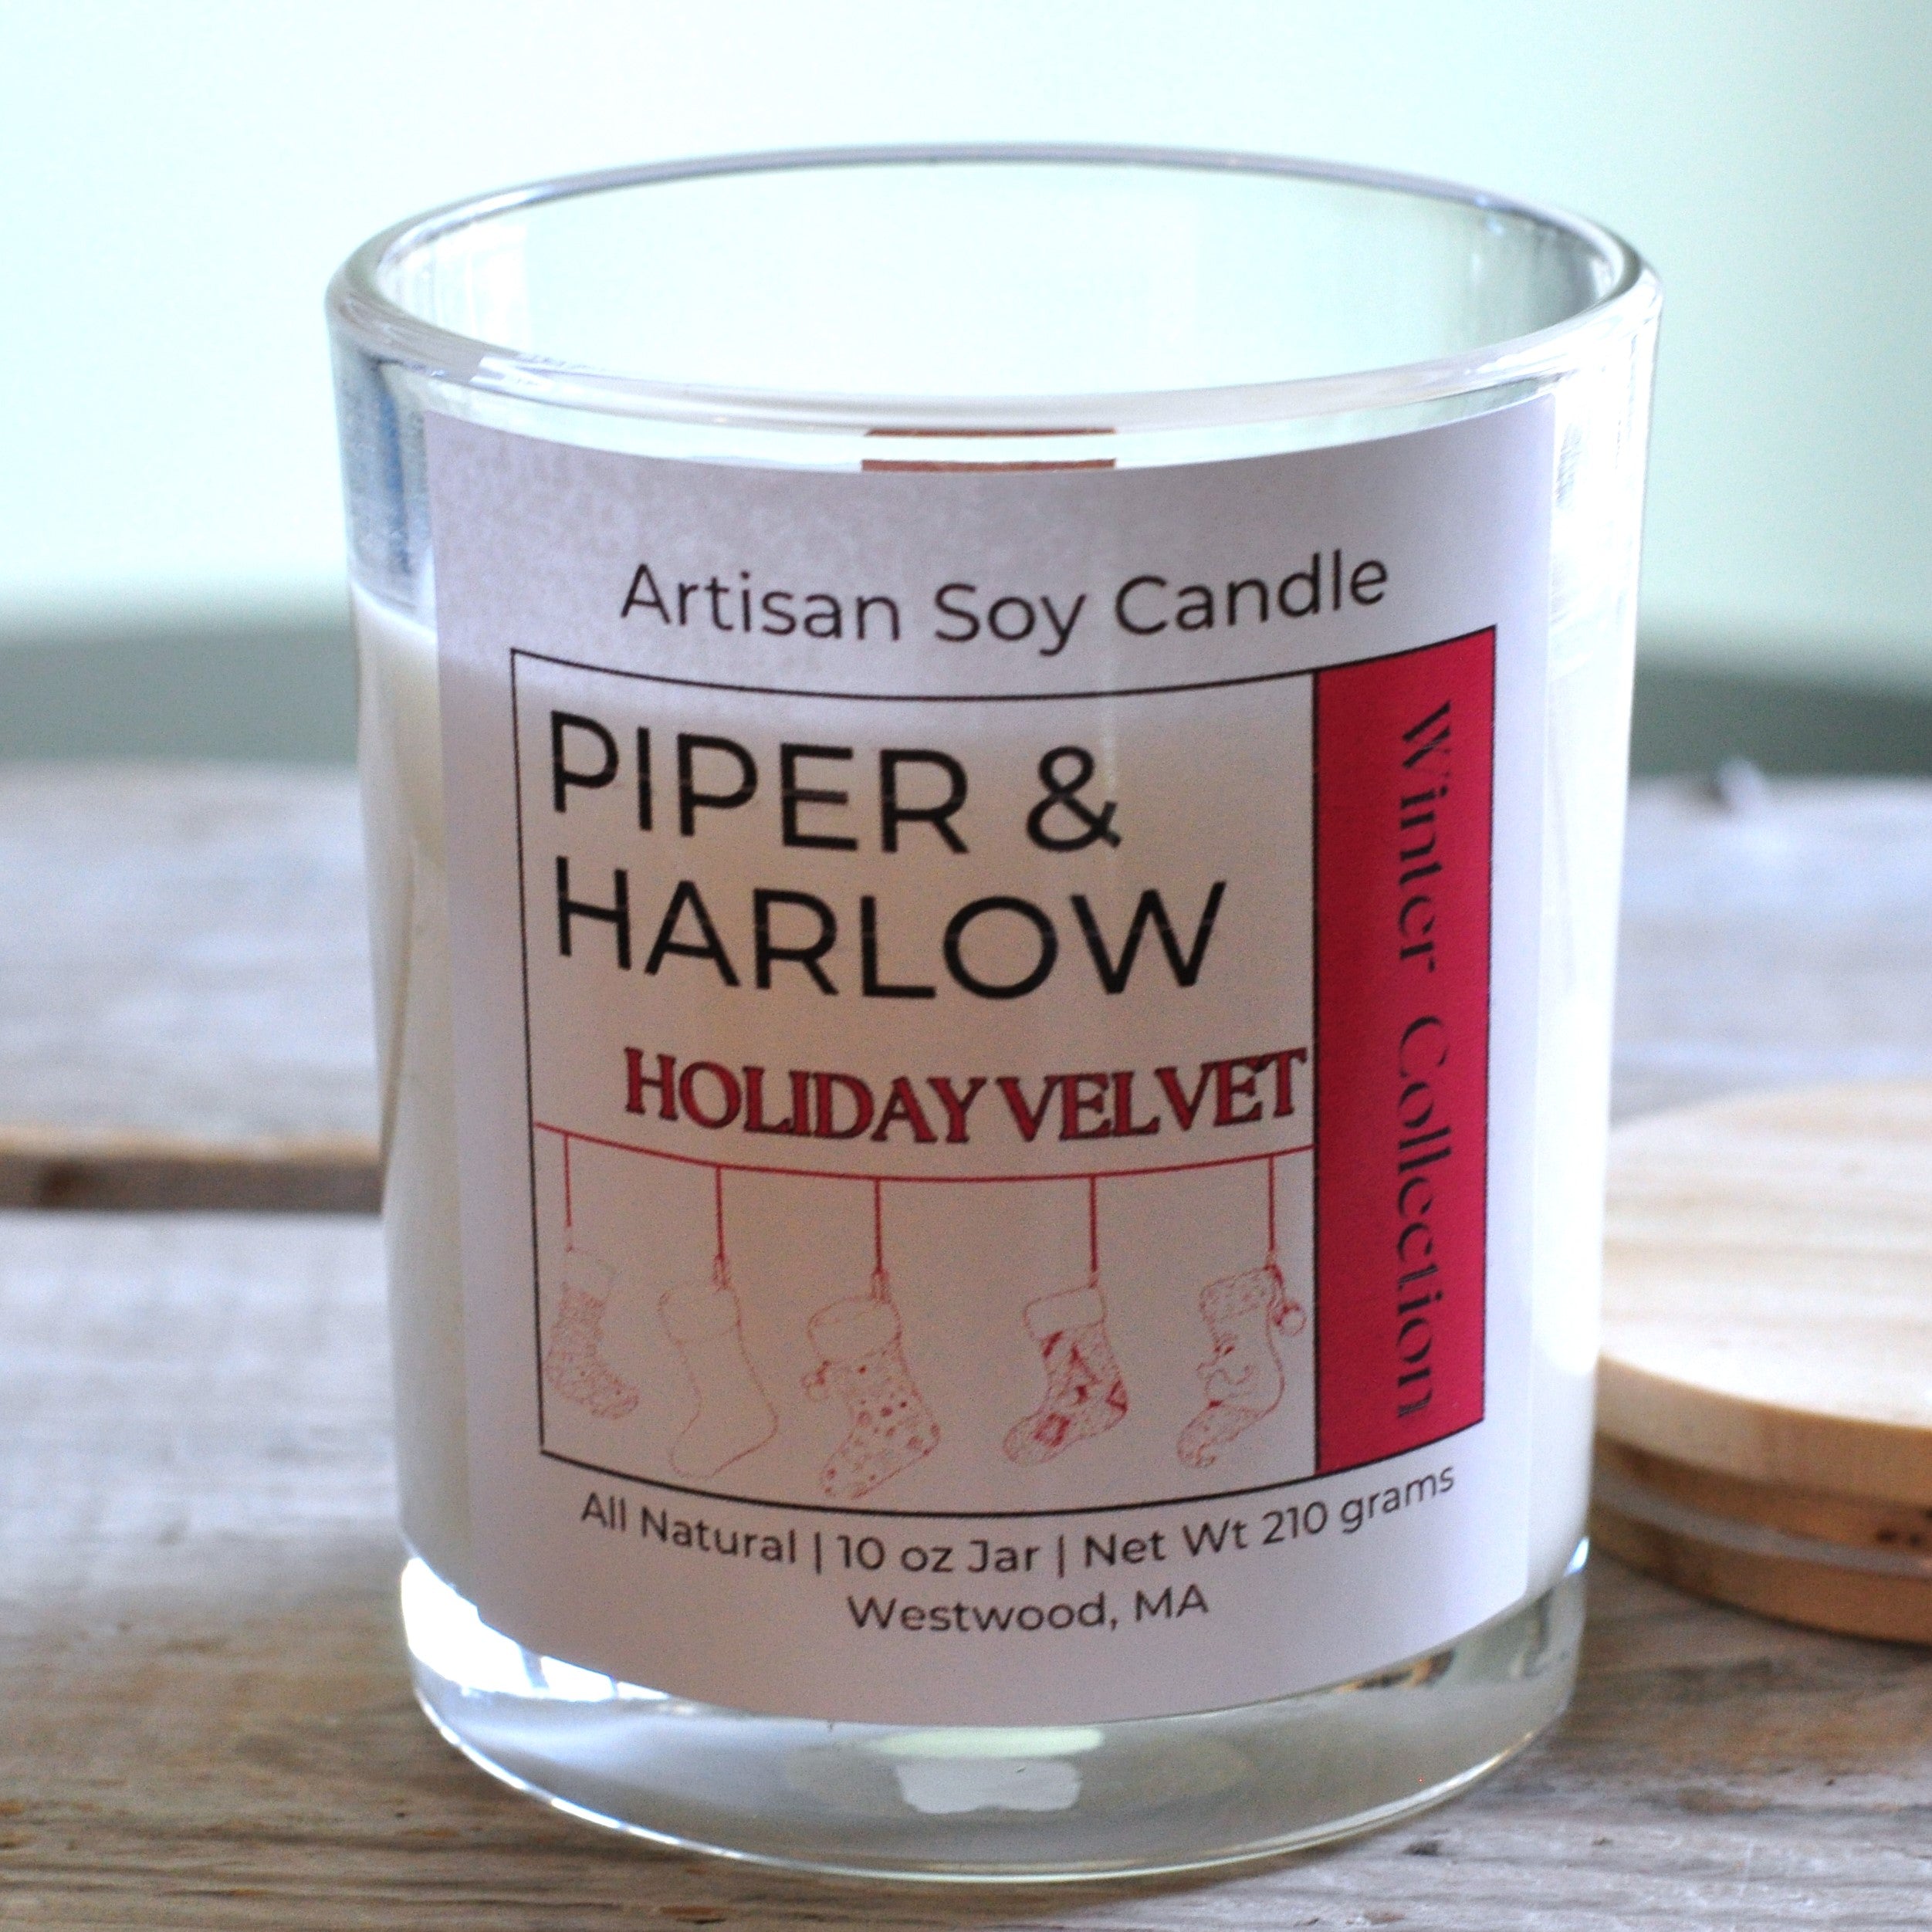 Artisan Soy Candle
PIPER &
HARLOW
HOLIDAY VELVET
Winter Collection
All Natural | 10 oz Jar | Net Wt 210 grams
Westwood, MA